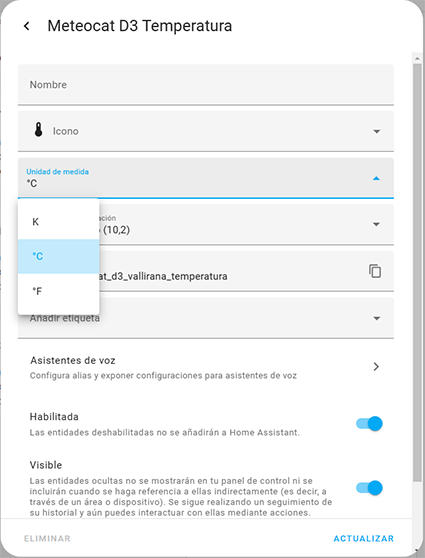 Meteocat D3 Temperatura
Nombre
Icono
Unidad de medida
°C
K
°C
°F
ación
(10,2)
at_d3_vallirana_temperatura
Añadir etiqueta
Asistentes de voz
Configura alias y exponer configuraciones para asistentes de voz
Habilitada
Las entidades deshabilitadas no se añadirán a Home Assistant.
Visible
Las entidades ocultas no se mostrarán en tu panel de control ni se
incluirán cuando se haga referencia a ellas indirectamente (es decir, a
través de un área o dispositivo). Se sigue realizando un seguimiento de
su historial y aún puedes interactuar con ellas mediante acciones.
ELIMINAR
ACTUALIZAR